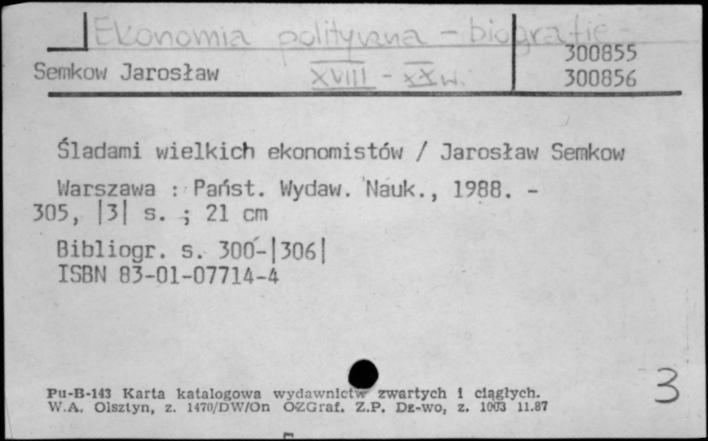 Ekonomia polityczna - biografie -
300855
Semkow Jarosław XVIII - XX w. 300856
Śladami wielkich ekonomistów / Jarosław Semkow
Warszawa : Państ. Wydaw. Nauk., 1988. -
305, |3| s. ; 21 cm
Bibliogr. s. 300-|306|
ISBN 83-01-07714-4
Pu-B-143 Karta katalogowa wydawnictw zwartych i ciągłych.
W.A. Olsztyn, z. 1470/DW/On OZGraf. Z.P. Dz-wo, z. 1003 11.87
3